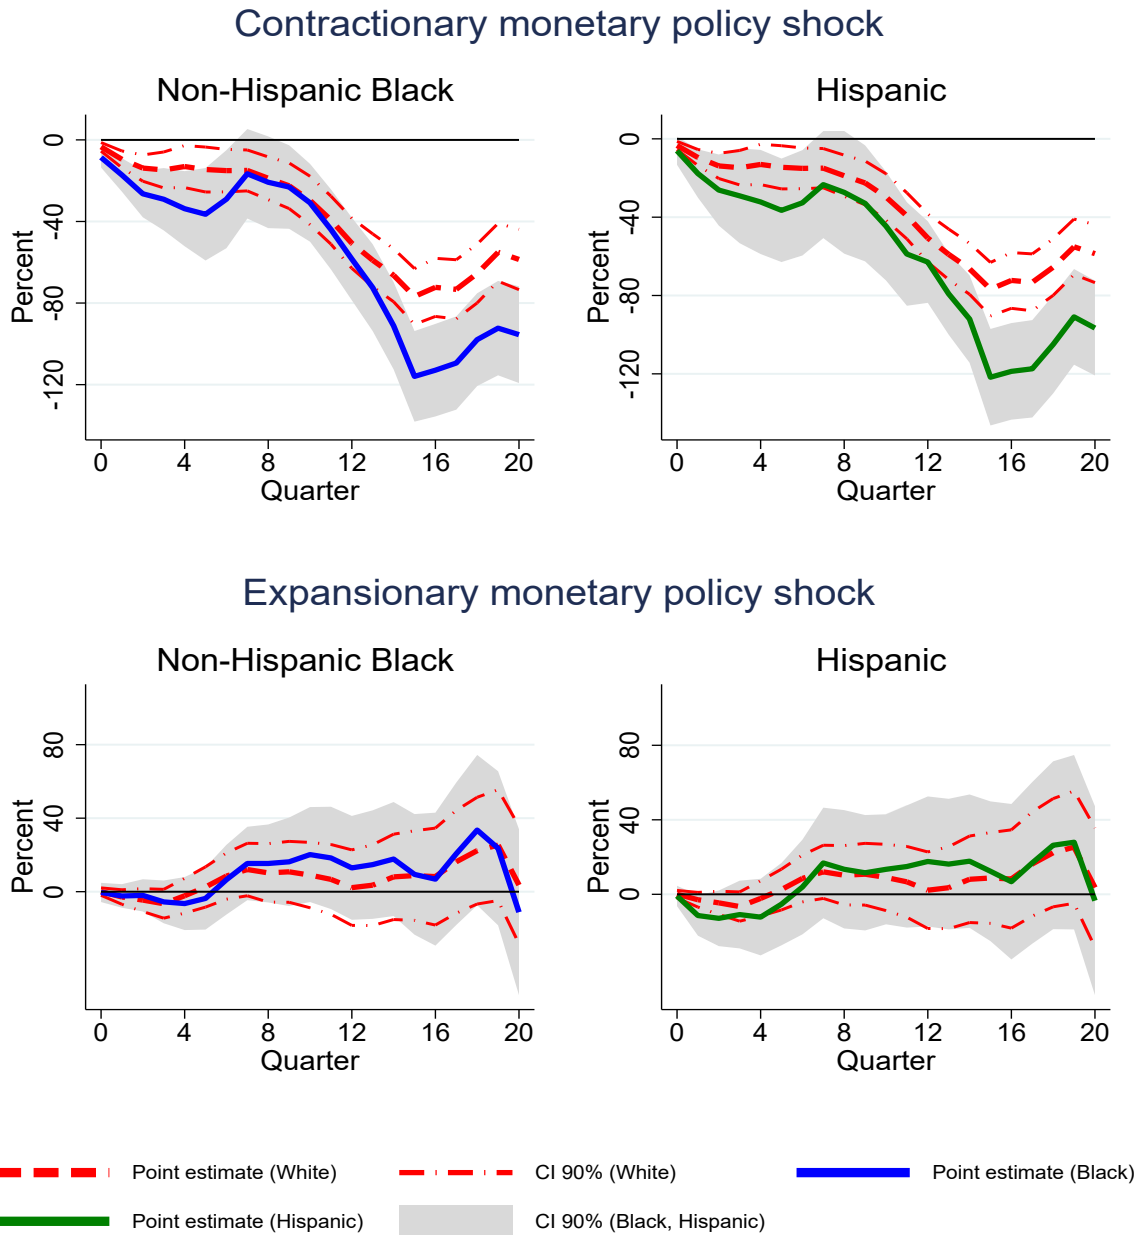 Contractionary monetary policy shock
Non-Hispanic Black
Percent
0
-40
-80
-120
0 4 8 12 16 20
Quarter
Hispanic
Percent
0
-40
-80
-120
0 4 8 12 16 20
Quarter
Expansionary monetary policy shock
Non-Hispanic Black
Percent
80
40
0
0 4 8 12 16 20
Quarter
Hispanic
Percent
80
40
0
0 4 8 12 16 20
Quarter
Point estimate (White) CI 90% (White) Point estimate (Black)
Point estimate (Hispanic) CI 90% (Black, Hispanic)